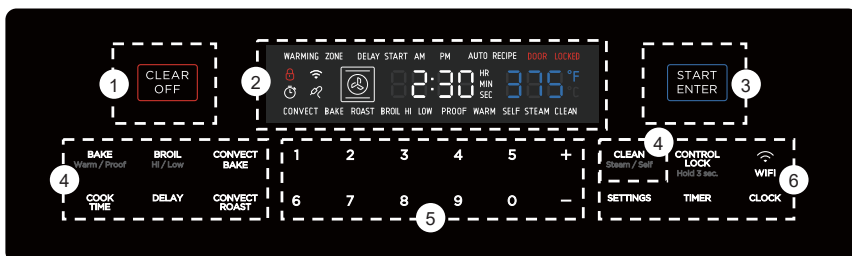 CLEAR
OFF
1
WARMING ZONE DELAY START AM PM AUTO RECIPE DOOR LOCKED
2
2:30 HR
MIN
SEC
375 °F
°C
CONVECT BAKE ROAST BROIL HI LOW PROOF WARM SELF STEAM CLEAN
START
ENTER
3
4
BAKE
Warm / Proof
BROIL
Hi / Low
CONVECT
BAKE
COOK
TIME
DELAY
CONVECT
ROAST
1 2 3 4 5 +
6 7 8 9 0 −
5
4
CLEAN
Steam / Self
CONTROL
LOCK
Hold 3 sec.
WIFI
SETTINGS
TIMER
CLOCK
6